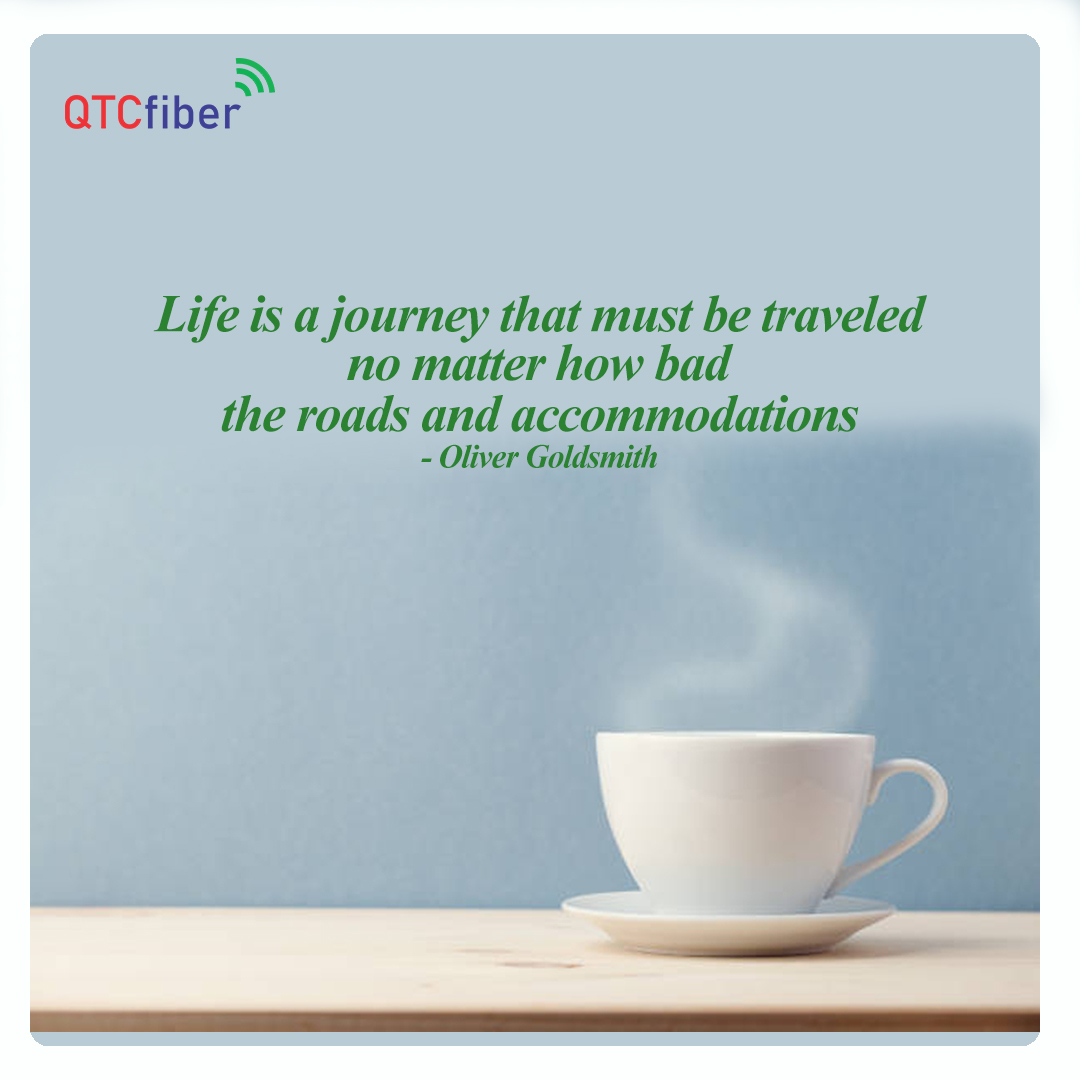 QTCfiber
Life is a journey that must be traveled
no matter how bad
the roads and accommodations
- Oliver Goldsmith